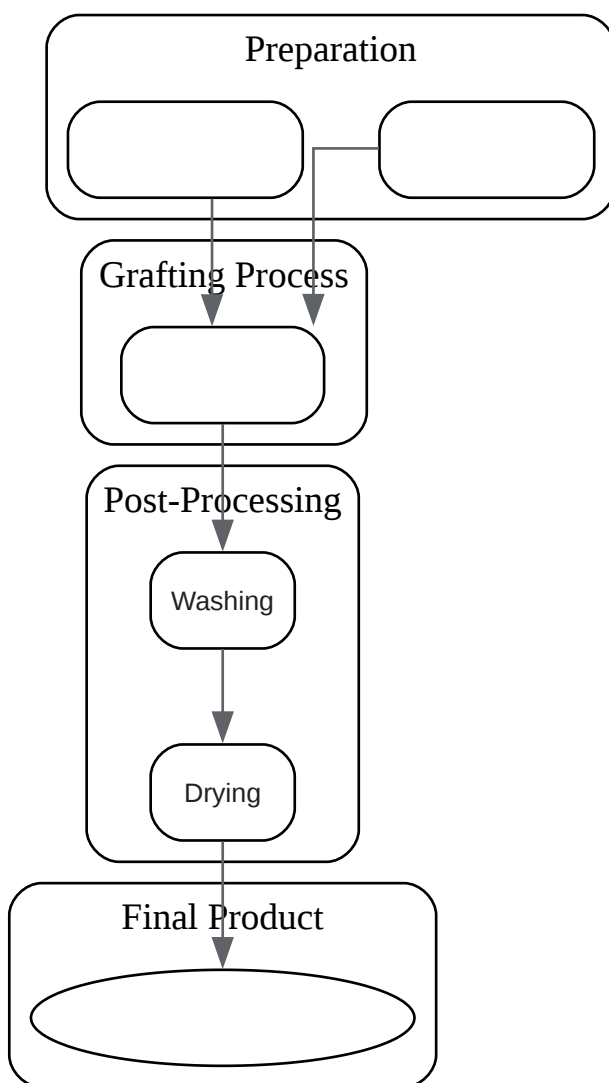 Preparation
Grafting Process
Post-Processing
Washing
Drying
Final Product